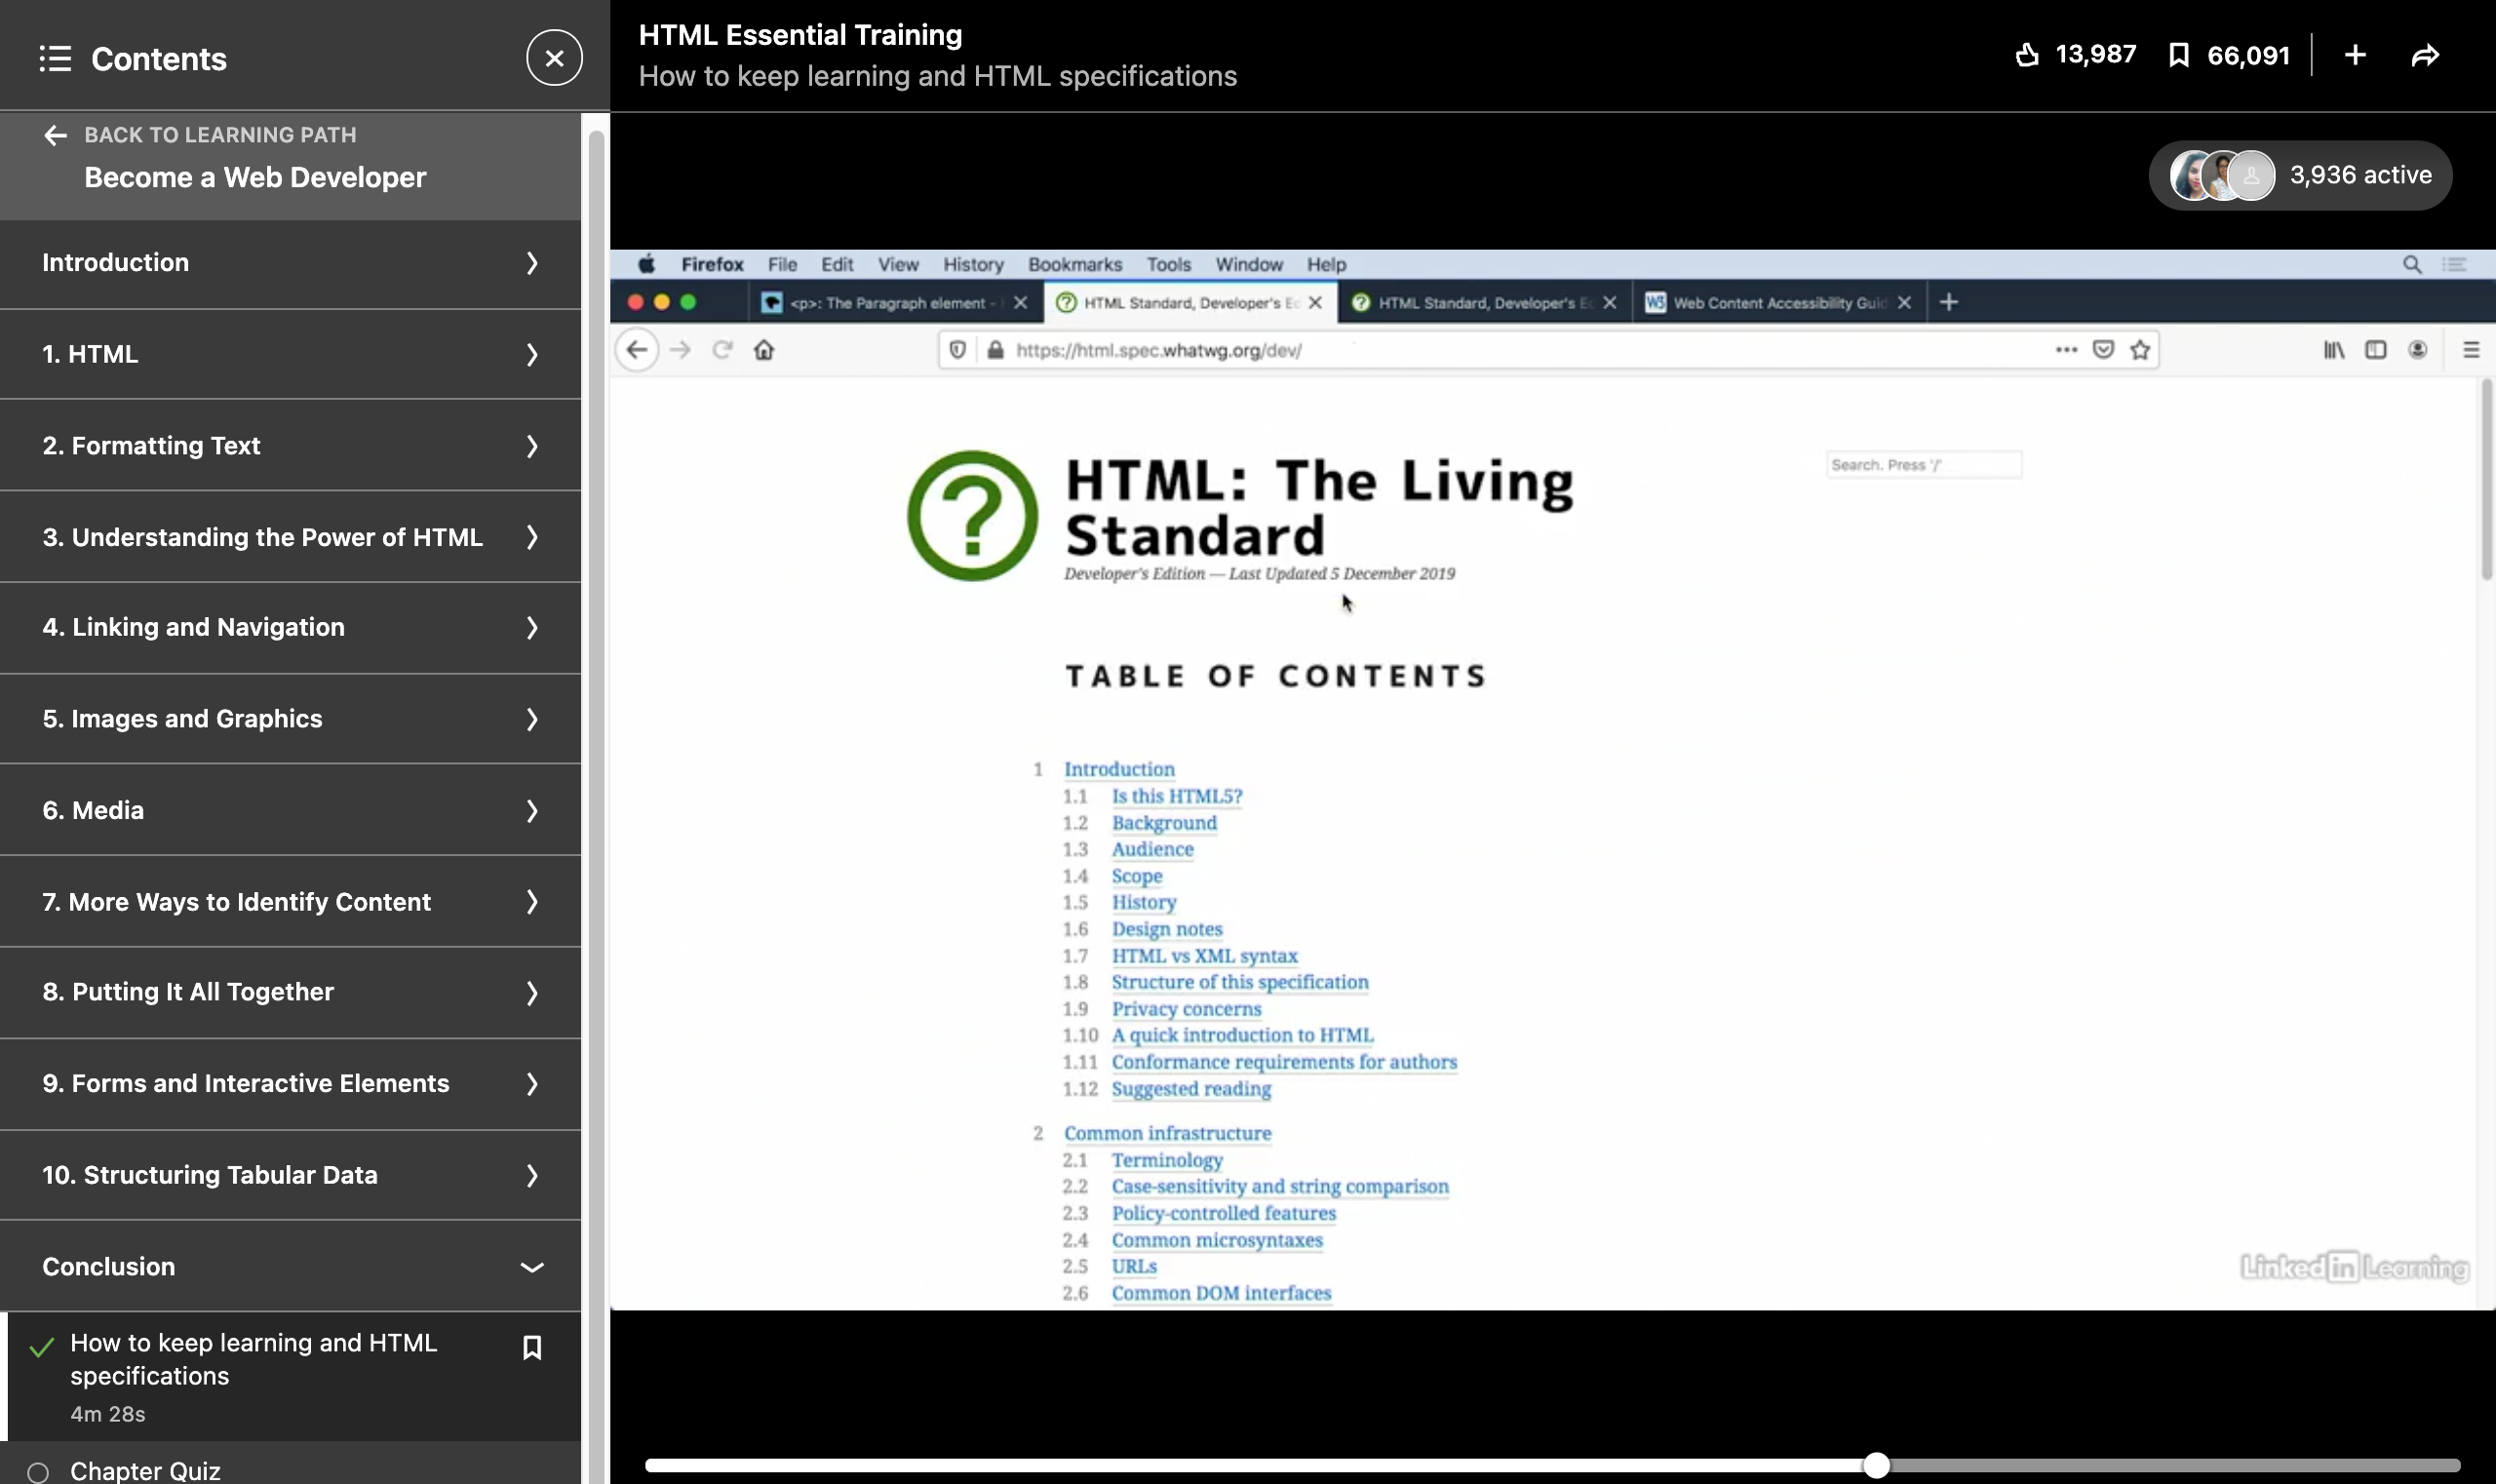 Contents
BACK TO LEARNING PATH
Become a Web Developer
Introduction
1. HTML
2. Formatting Text
3. Understanding the Power of HTML
4. Linking and Navigation
5. Images and Graphics
6. Media
7. More Ways to Identify Content
8. Putting It All Together
9. Forms and Interactive Elements
10. Structuring Tabular Data
Conclusion
How to keep learning and HTML
specifications
4m 28s
Chapter Quiz
HTML Essential Training
How to keep learning and HTML specifications
13,987
66,091
3,936 active
Firefox File Edit View History Bookmarks Tools Window Help
<p>: The Paragraph element - HTML Standard, Developer's Ec HTML Standard, Developer's Ec Web Content Accessibility Guid
https://html.spec.whatwg.org/dev/
HTML: The Living
Standard
Search. Press '/'
Developer's Edition — Last Updated 5 December 2019
TABLE OF CONTENTS
1 Introduction
1.1 Is this HTML5?
1.2 Background
1.3 Audience
1.4 Scope
1.5 History
1.6 Design notes
1.7 HTML vs XML syntax
1.8 Structure of this specification
1.9 Privacy concerns
1.10 A quick introduction to HTML
1.11 Conformance requirements for authors
1.12 Suggested reading
2 Common infrastructure
2.1 Terminology
2.2 Case-sensitivity and string comparison
2.3 Policy-controlled features
2.4 Common microsyntaxes
2.5 URLs
2.6 Common DOM interfaces
Linked in Learning